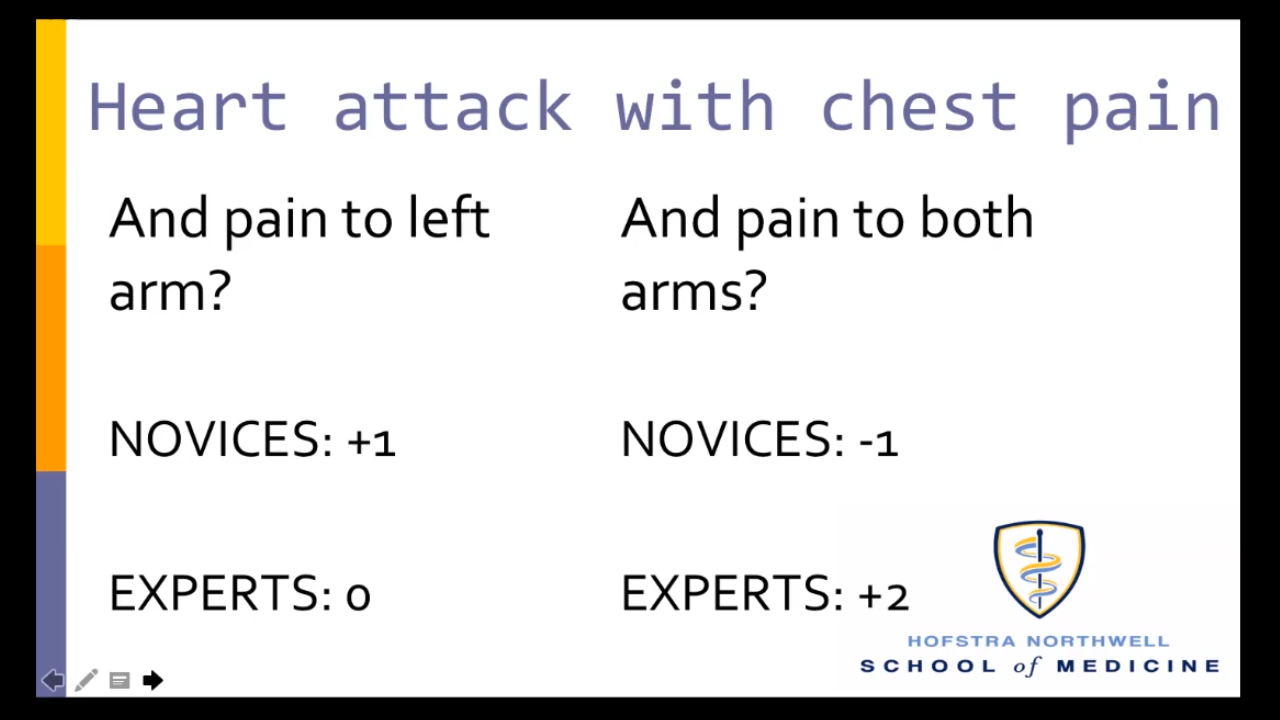 Heart attack with chest pain
And pain to left
arm?
NOVICES: +1
EXPERTS: 0
And pain to both
arms?
NOVICES: -1
EXPERTS: +2
HOFSTRA NORTHWELL
SCHOOL of MEDICINE